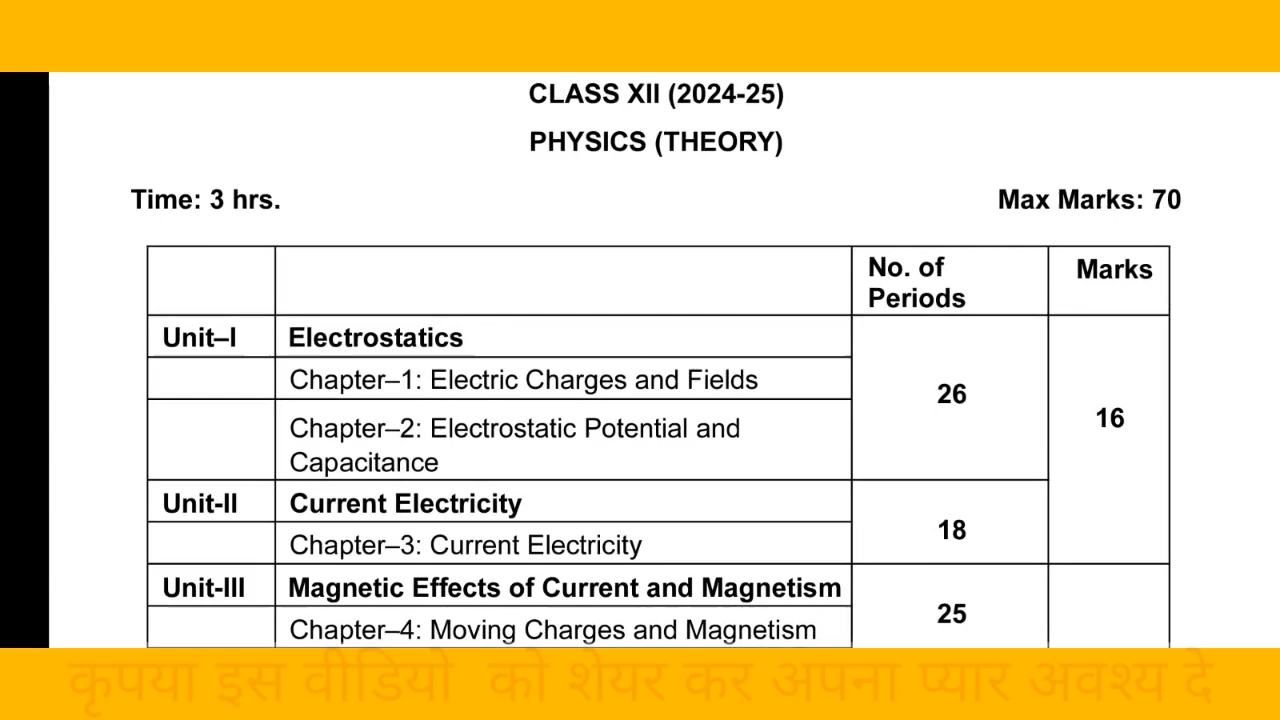 CLASS XII (2024-25)
PHYSICS (THEORY)
Time: 3 hrs. Max Marks: 70
No. of
Periods
Marks
Unit–I Electrostatics
Chapter–1: Electric Charges and Fields
26
16
Chapter–2: Electrostatic Potential and
Capacitance
Unit-II Current Electricity
18
Chapter–3: Current Electricity
Unit-III Magnetic Effects of Current and Magnetism
25
Chapter–4: Moving Charges and Magnetism
कृपया इस वीडियो को शेयर कर अपना प्यार अवश्य दे